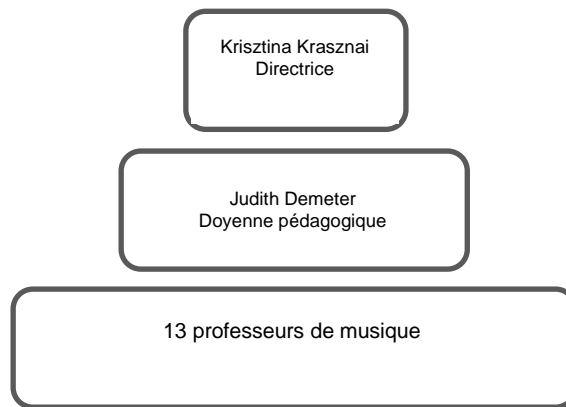 Krisztina Krasznai
Directrice
Judith Demeter
Doyenne pédagogique
13 professeurs de musique